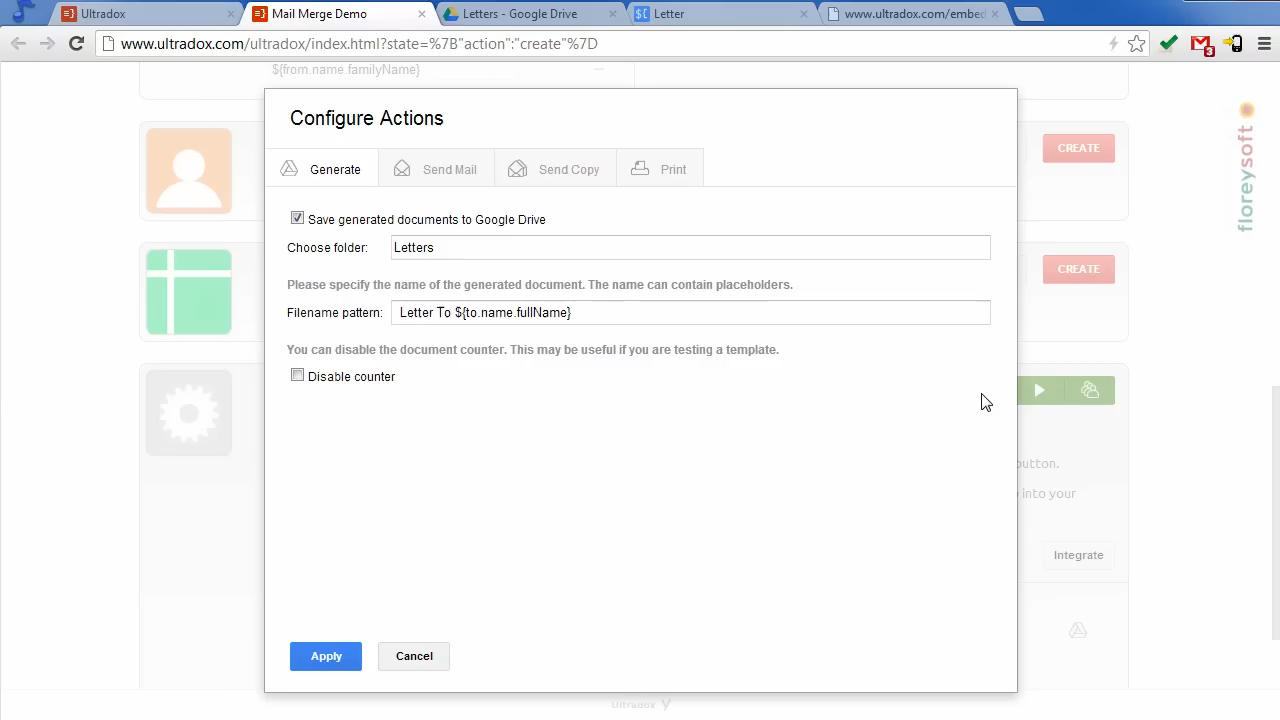 Ultradox
Mail Merge Demo
Letters - Google Drive
Letter
www.ultradox.com/embed
www.ultradox.com/ultradox/index.html?state=%7B"action":"create"%7D
3
${from.name.familyName}
Configure Actions
floreysoft
CREATE
Generate
Send Mail
Send Copy
Print
Save generated documents to Google Drive
Choose folder:
Letters
CREATE
Please specify the name of the generated document. The name can contain placeholders.
Filename pattern:
Letter To ${to.name.fullName}
You can disable the document counter. This may be useful if you are testing a template.
Disable counter
button.
into your
Integrate
Apply
Cancel
Ultradox